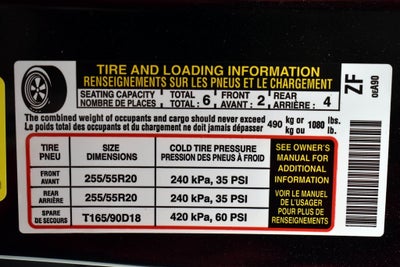 TIRE AND LOADING INFORMATION
RENSEIGNEMENTS SUR LES PNEUS ET LE CHARGEMENT
SEATING CAPACITY TOTAL FRONT REAR
NOMBRE DE PLACES TOTAL : 6 AVANT : 2 ARRIÈRE : 4
The combined weight of occupants and cargo should never exceed 490 kg or 1080 lbs.
Le poids total des occupants et du chargement ne doit jamais dépasser kg ou lb.
TIRE SIZE COLD TIRE PRESSURE
PNEU DIMENSIONS PRESSION DES PNEUS À FROID
FRONT
AVANT 255/55R20 240 kPa, 35 PSI
REAR
ARRIÈRE 255/55R20 240 kPa, 35 PSI
SPARE
DE SECOURS T165/90D18 420 kPa, 60 PSI
SEE OWNER'S
MANUAL FOR
ADDITIONAL
INFORMATION
VOIR LE MANUEL
DE L'USAGER
POUR PLUS DE
RENSEIGNEMENTS
ZF